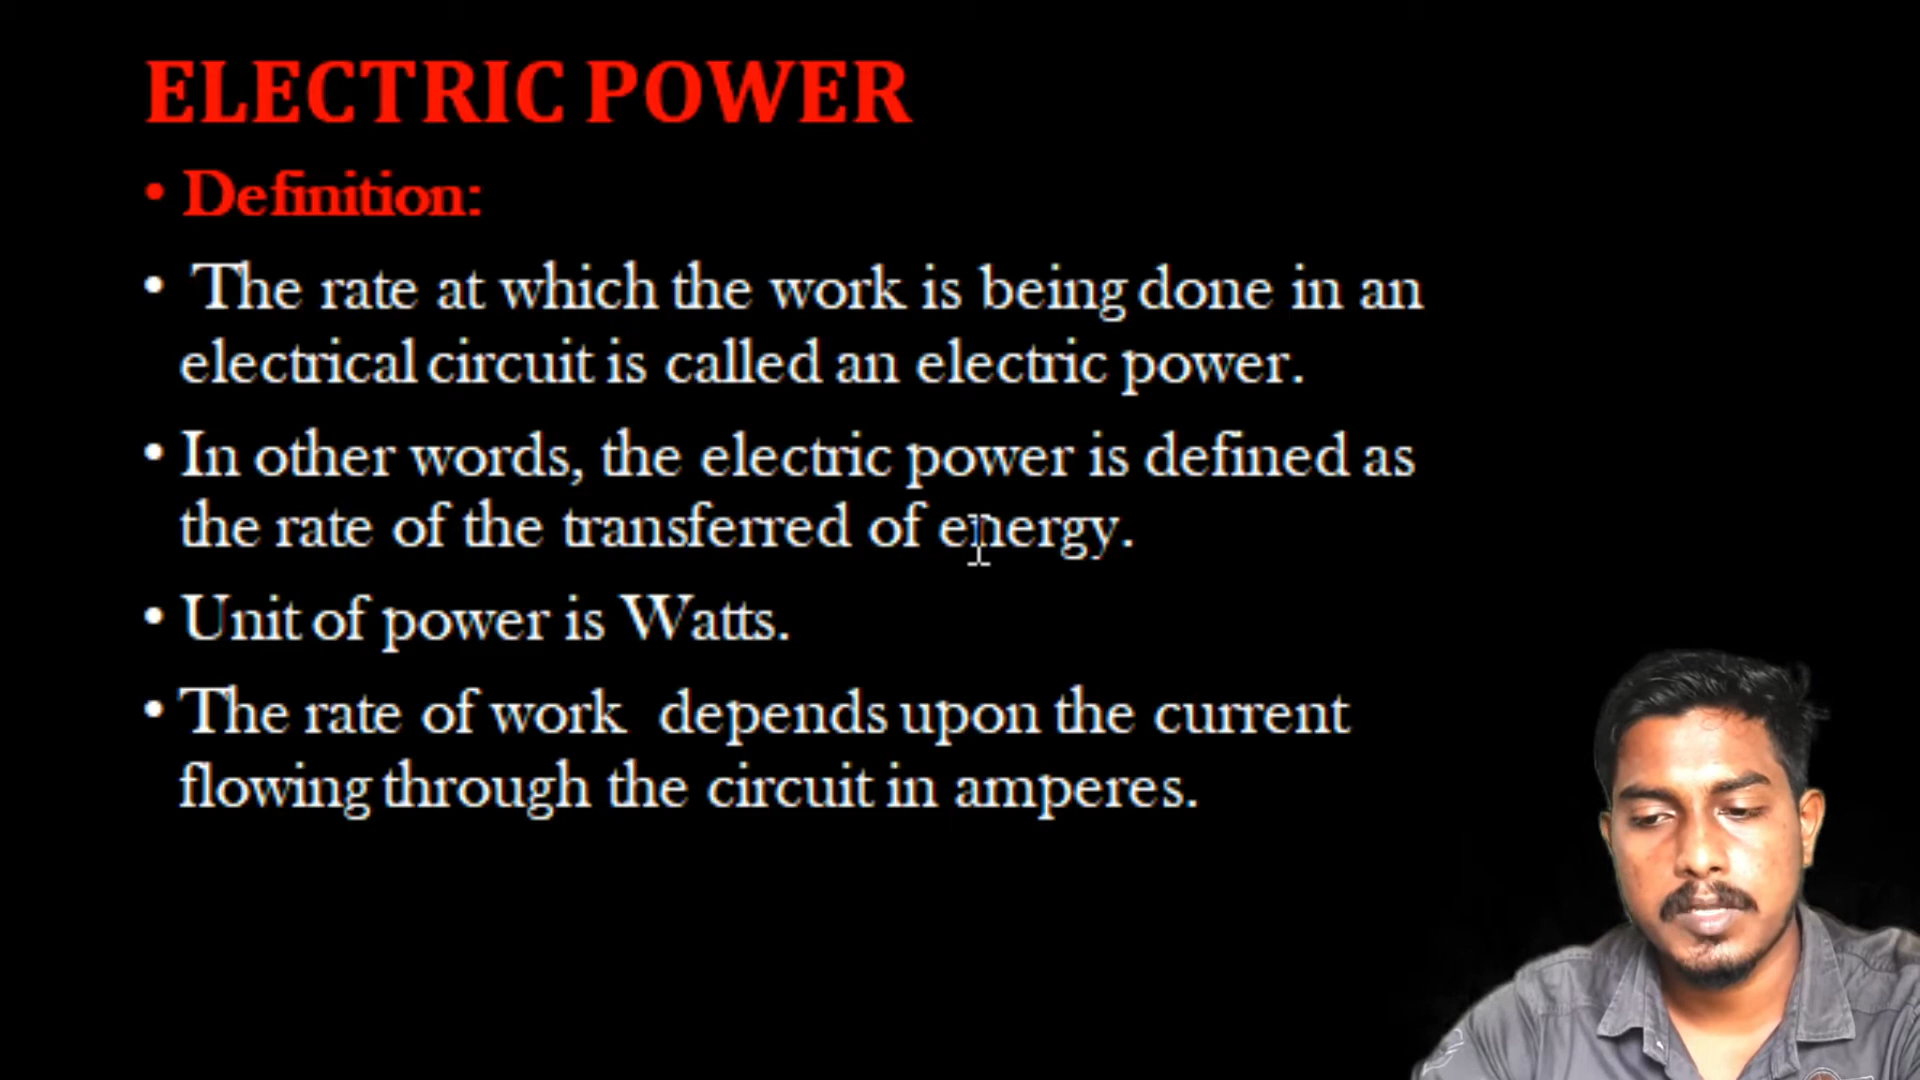 ELECTRIC POWER
• Definition:
• The rate at which the work is being done in an
electrical circuit is called an electric power.
• In other words, the electric power is defined as
the rate of the transferred of energy.
• Unit of power is Watts.
• The rate of work depends upon the current
flowing through the circuit in amperes.